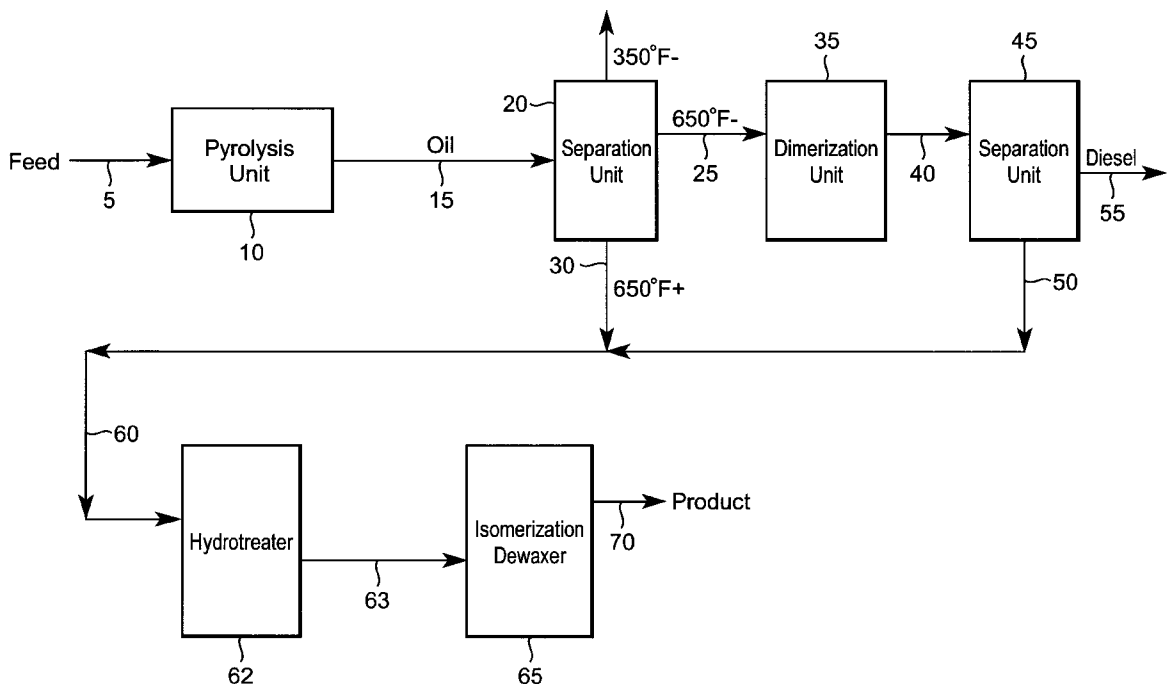 350°F-
35
45
20
650°F-
Feed
5
Pyrolysis
Unit
10
Oil
15
Separation
Unit
25
Dimerization
Unit
40
Separation
Unit
Diesel
55
30
650°F+
50
60
Hydrotreater
62
63
Isomerization
Dewaxer
65
70
Product